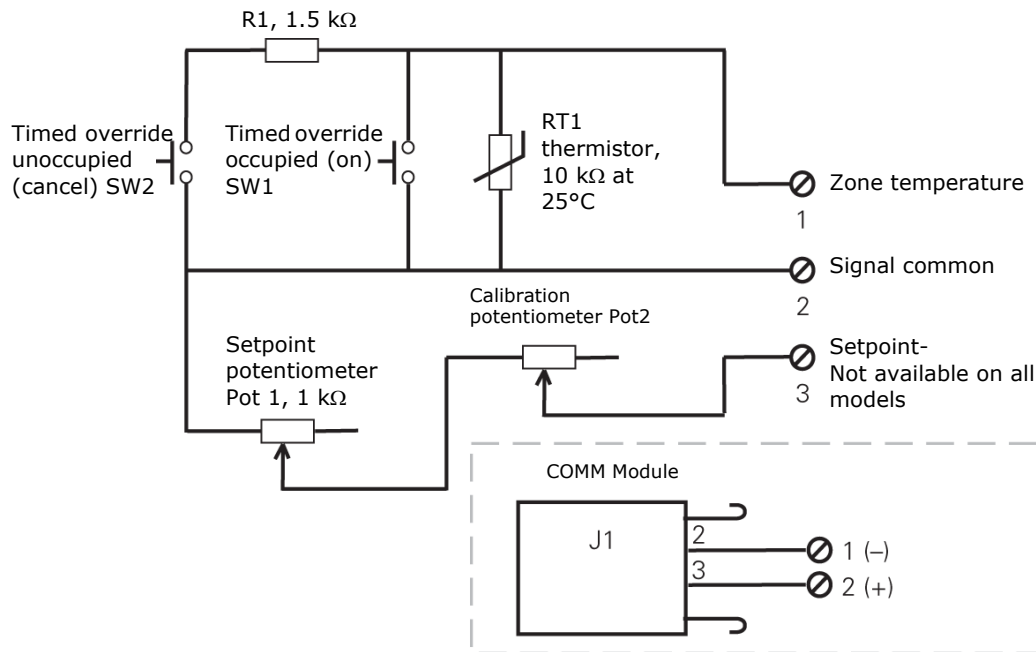 R1, 1.5 kΩ
Timed override
unoccupied
(cancel) SW2
Timed override
occupied (on)
SW1
RT1
thermistor,
10 kΩ at
25°C
Zone temperature
1
Signal common
2
Calibration
potentiometer Pot2
Setpoint
potentiometer
Pot 1, 1 kΩ
Setpoint-
Not available on all
models
3
COMM Module
J1
2
3
1 (–)
2 (+)